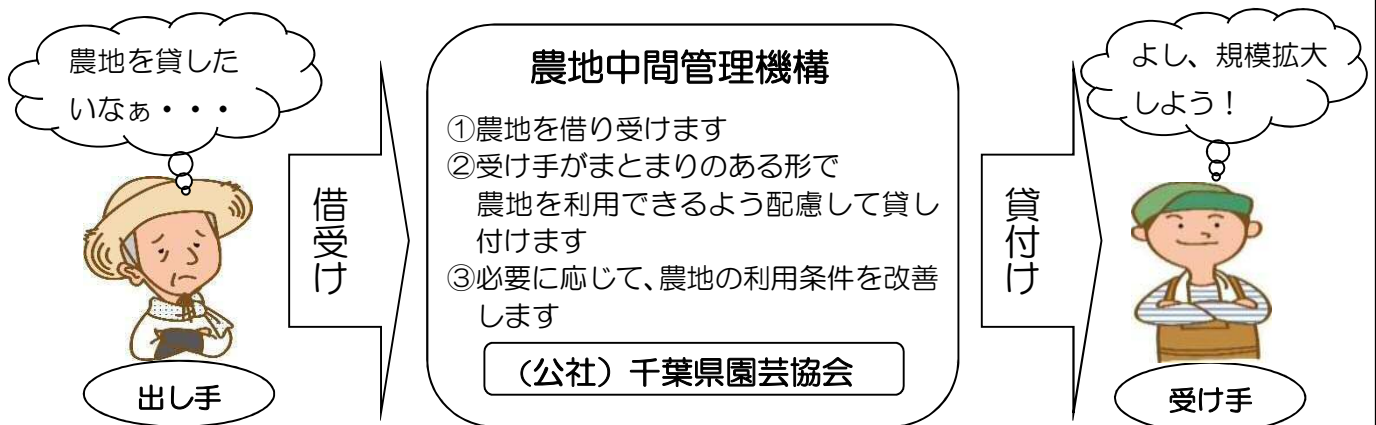 農地を貸した
いなぁ・・・
出し手
借受け
農地中間管理機構
①農地を借り受けます
②受け手がまとまりのある形で
農地を利用できるよう配慮して貸し
付けます
③必要に応じて、農地の利用条件を改善
します
（公社）千葉県園芸協会
貸付け
よし、規模拡大
しよう！
受け手